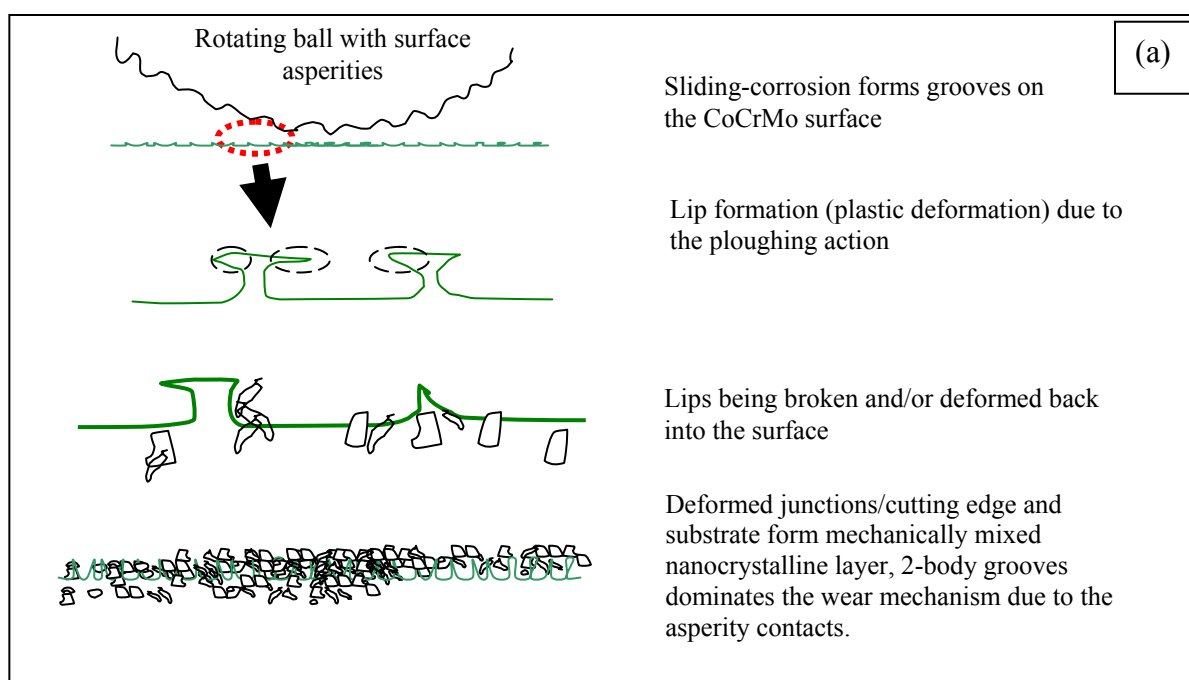 Rotating ball with surface
asperities
(a)
Sliding-corrosion forms grooves on
the CoCrMo surface
Lip formation (plastic deformation) due to
the ploughing action
Lips being broken and/or deformed back
into the surface
Deformed junctions/cutting edge and
substrate form mechanically mixed
nanocrystalline layer, 2-body grooves
dominates the wear mechanism due to the
asperity contacts.